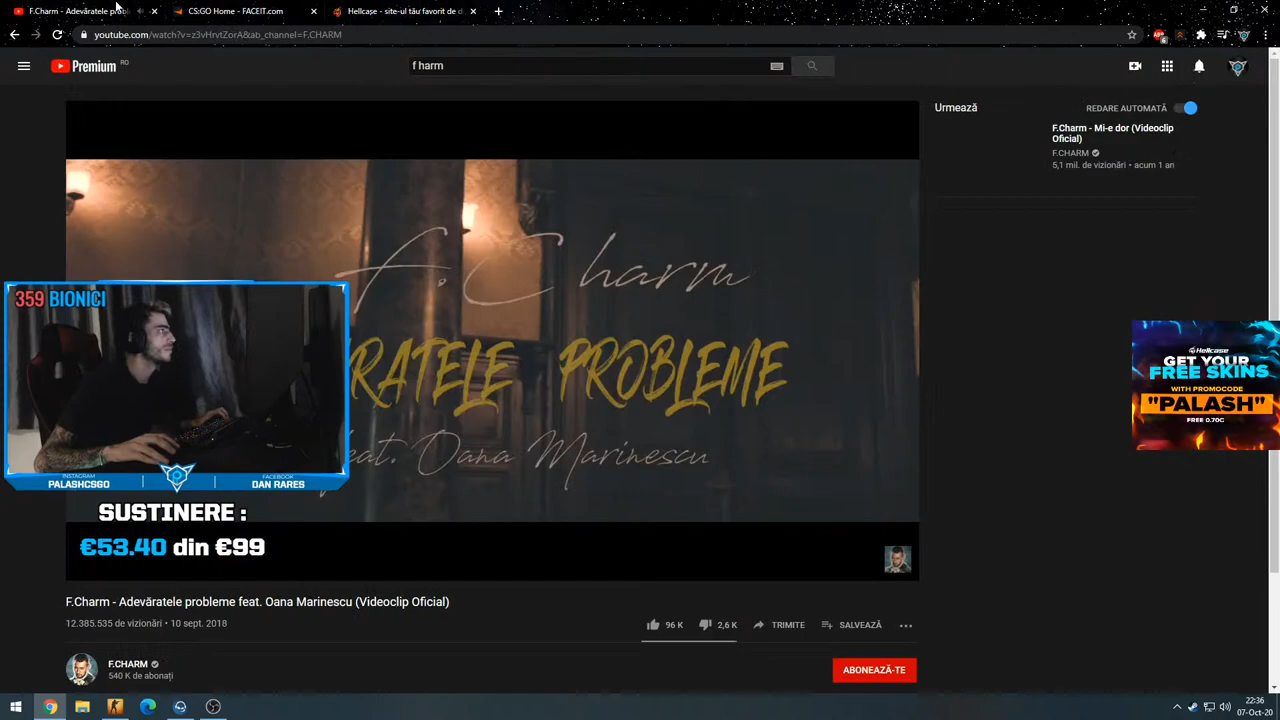 F.Charm - Adevăratele probl
CS:GO Home - FACEIT.com
Hellcase - site-ul tău favorit de d
youtube.com/watch?v=z3vHrvtZorA&ab_channel=F.CHARM
Premium RO
f harm
Urmează
REDARE AUTOMATĂ
F.Charm - Mi-e dor (Videoclip
Oficial)
F.CHARM
5,1 mil. de vizionări • acum 1 an
F.Charm
RATELE PROBLEME
feat. Oana Marinescu
359 BIONICI
INSTAGRAM
PALASHCSGO
FACEBOOK
DAN RARES
SUSTINERE :
€53.40 din €99
Hellcase
GET YOUR
FREE SKINS
WITH PROMOCODE
"PALASH"
FREE 0.70C
F.Charm - Adevăratele probleme feat. Oana Marinescu (Videoclip Oficial)
12.385.535 de vizionări • 10 sept. 2018
96 K
2,6 K
TRIMITE
SALVEAZĂ
F.CHARM
540 K de abonați
ABONEAZĂ-TE
22:36
07-Oct-20